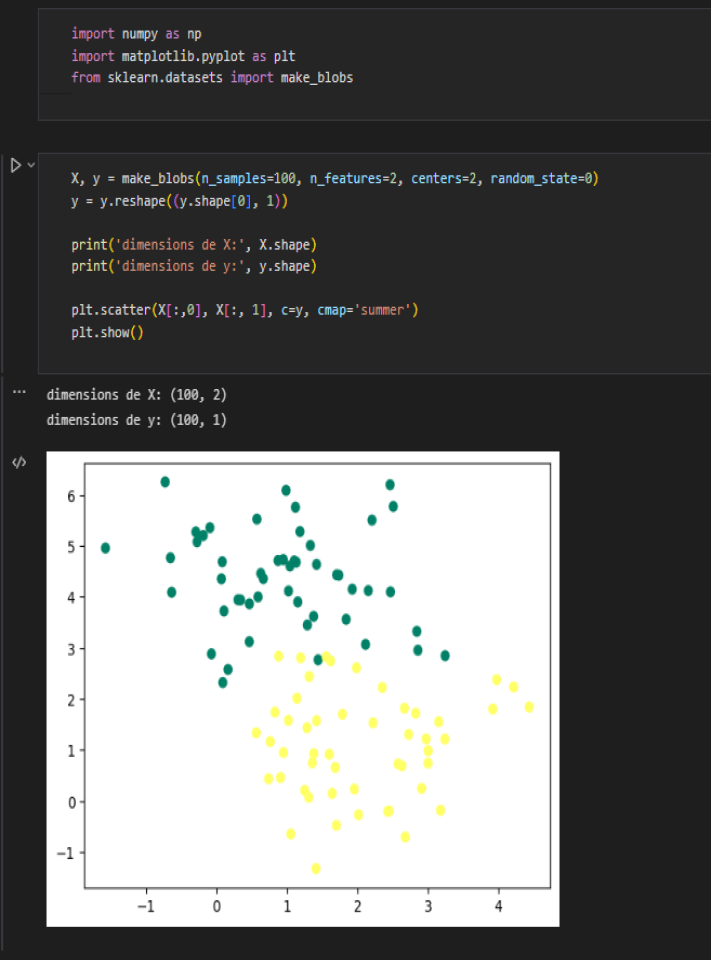 import numpy as np
import matplotlib.pyplot as plt
from sklearn.datasets import make_blobs
X, y = make_blobs(n_samples=100, n_features=2, centers=2, random_state=0)
y = y.reshape((y.shape[0], 1))
print('dimensions de X:', X.shape)
print('dimensions de y:', y.shape)
plt.scatter(X[:,0], X[:, 1], c=y, cmap='summer')
plt.show()
dimensions de X: (100, 2)
dimensions de y: (100, 1)
6
5
4
3
2
1
0
−1
−1 0 1 2 3 4